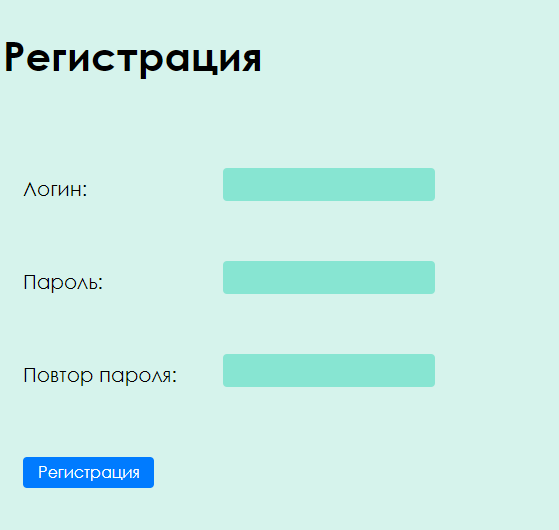 Регистрация
Логин:
Пароль:
Повтор пароля:
Регистрация